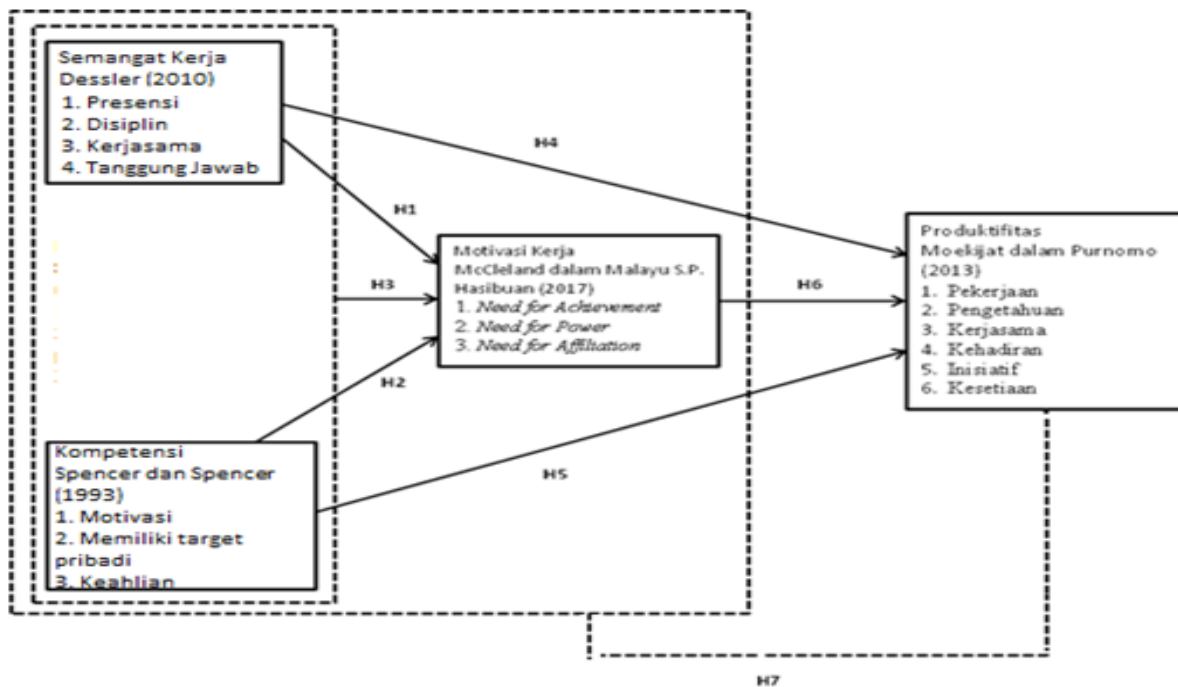 Semangat Kerja
Dessler (2010)
1. Presensi
2. Disiplin
3. Kerjasama
4. Tanggung Jawab
H4
H1
Motivasi Kerja
McCleland dalam Malayu S.P.
Hasibuan (2017)
1. Need for Achievement
2. Need for Power
3. Need for Affiliation
H3
H6
Produktifitas
Moekijat dalam Purnomo
(2013)
1. Pekerjaan
2. Pengetahuan
3. Kerjasama
4. Kehadiran
5. Inisiatif
6. Kesetiaan
H2
Kompetensi
Spencer dan Spencer
(1993)
1. Motivasi
2. Memiliki target
pribadi
3. Keahlian
H5
H7